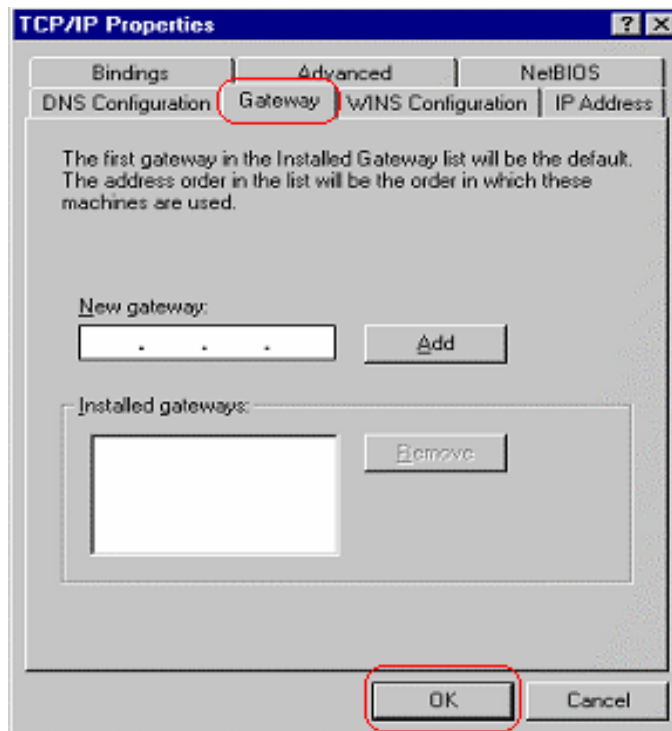 TCP/IP Properties
? X
Bindings Advanced NetBIOS
DNS Configuration Gateway WINS Configuration IP Address
The first gateway in the Installed Gateway list will be the default.
The address order in the list will be the order in which these
machines are used.
New gateway:
. . .
Add
Installed gateways:
Remove
OK Cancel